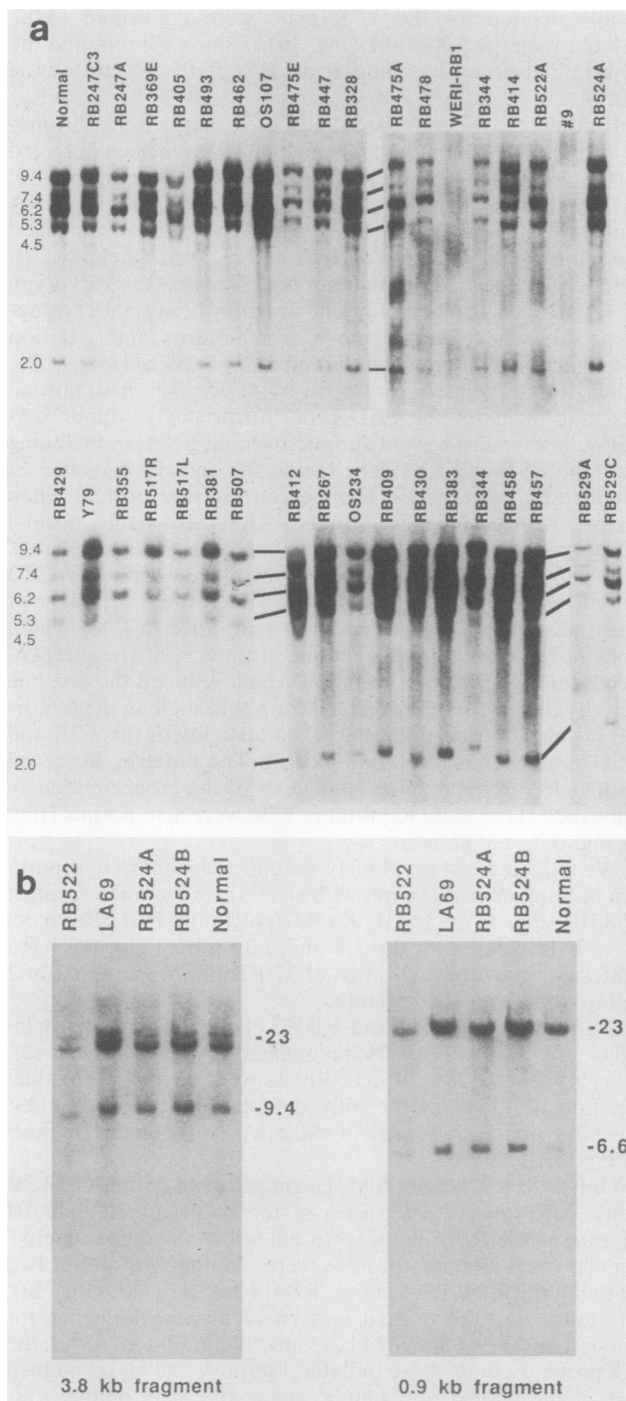 a
Normal
RB247C3
RB247A
RB369E
RB405
RB493
RB462
OS107
RB475E
RB447
RB328
RB475A
RB478
WERI-RB1
RB344
RB414
RB522A
#9
RB524A
9.4
7.4
6.2
5.3
4.5
2.0
RB429
Y79
RB355
RB517R
RB517L
RB381
RB507
RB412
RB267
OS234
RB409
RB430
RB383
RB344
RB458
RB457
RB529A
RB529C
9.4
7.4
6.2
5.3
4.5
2.0
b
RB522
LA69
RB524A
RB524B
Normal
-23
-9.4
3.8 kb fragment
RB522
LA69
RB524A
RB524B
Normal
-23
-6.6
0.9 kb fragment